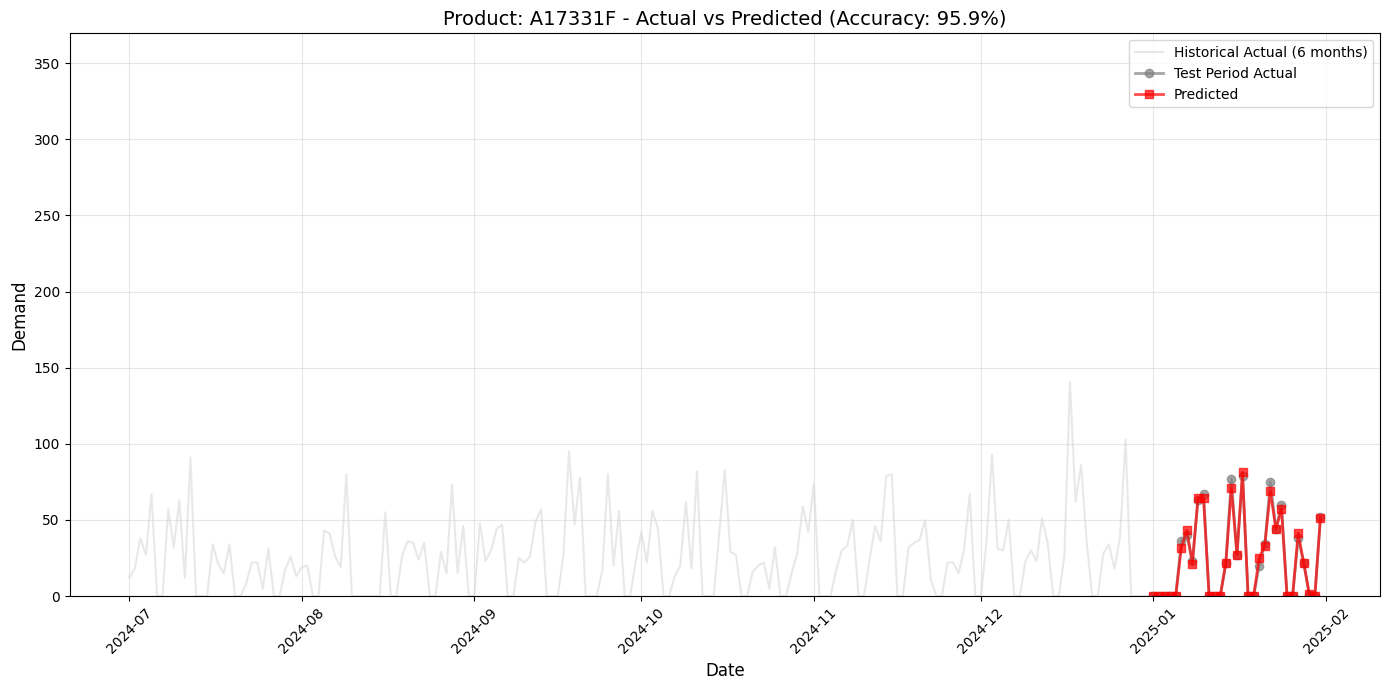 Product: A17331F - Actual vs Predicted (Accuracy: 95.9%)
Historical Actual (6 months)
Test Period Actual
Predicted
Demand
350
300
250
200
150
100
50
0
2024-07
2024-08
2024-09
2024-10
2024-11
2024-12
2025-01
2025-02
Date